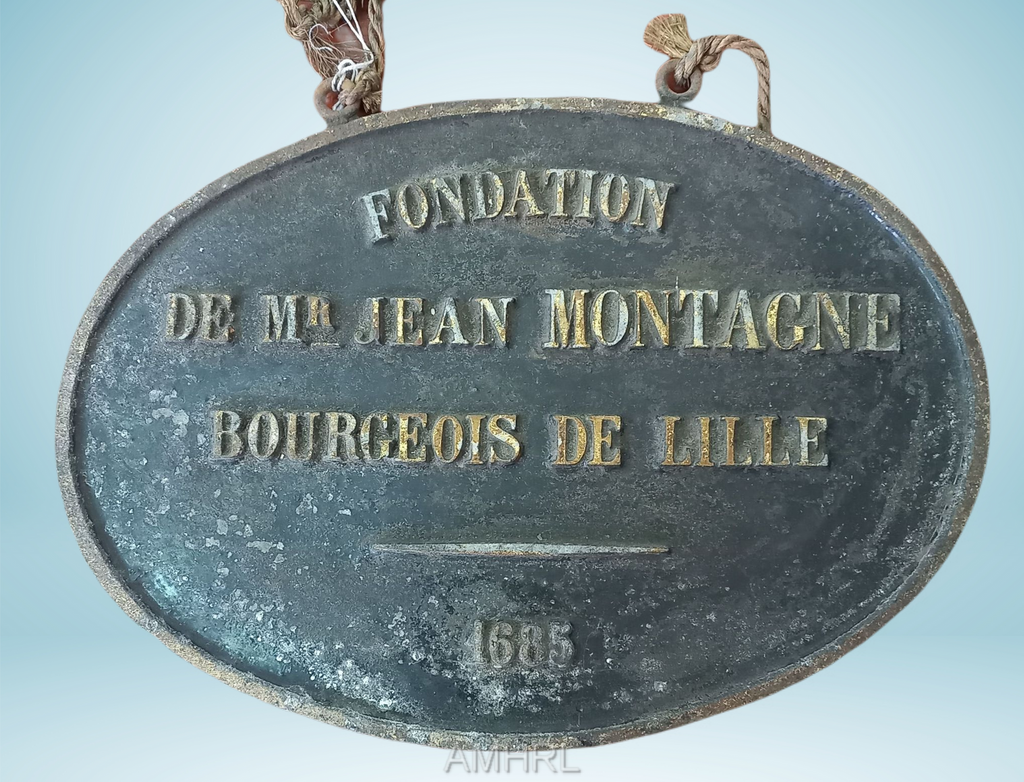 FONDATION
DE Mr JEAN MONTAGNE
BOURGEOIS DE LILLE
1685
AMHRL